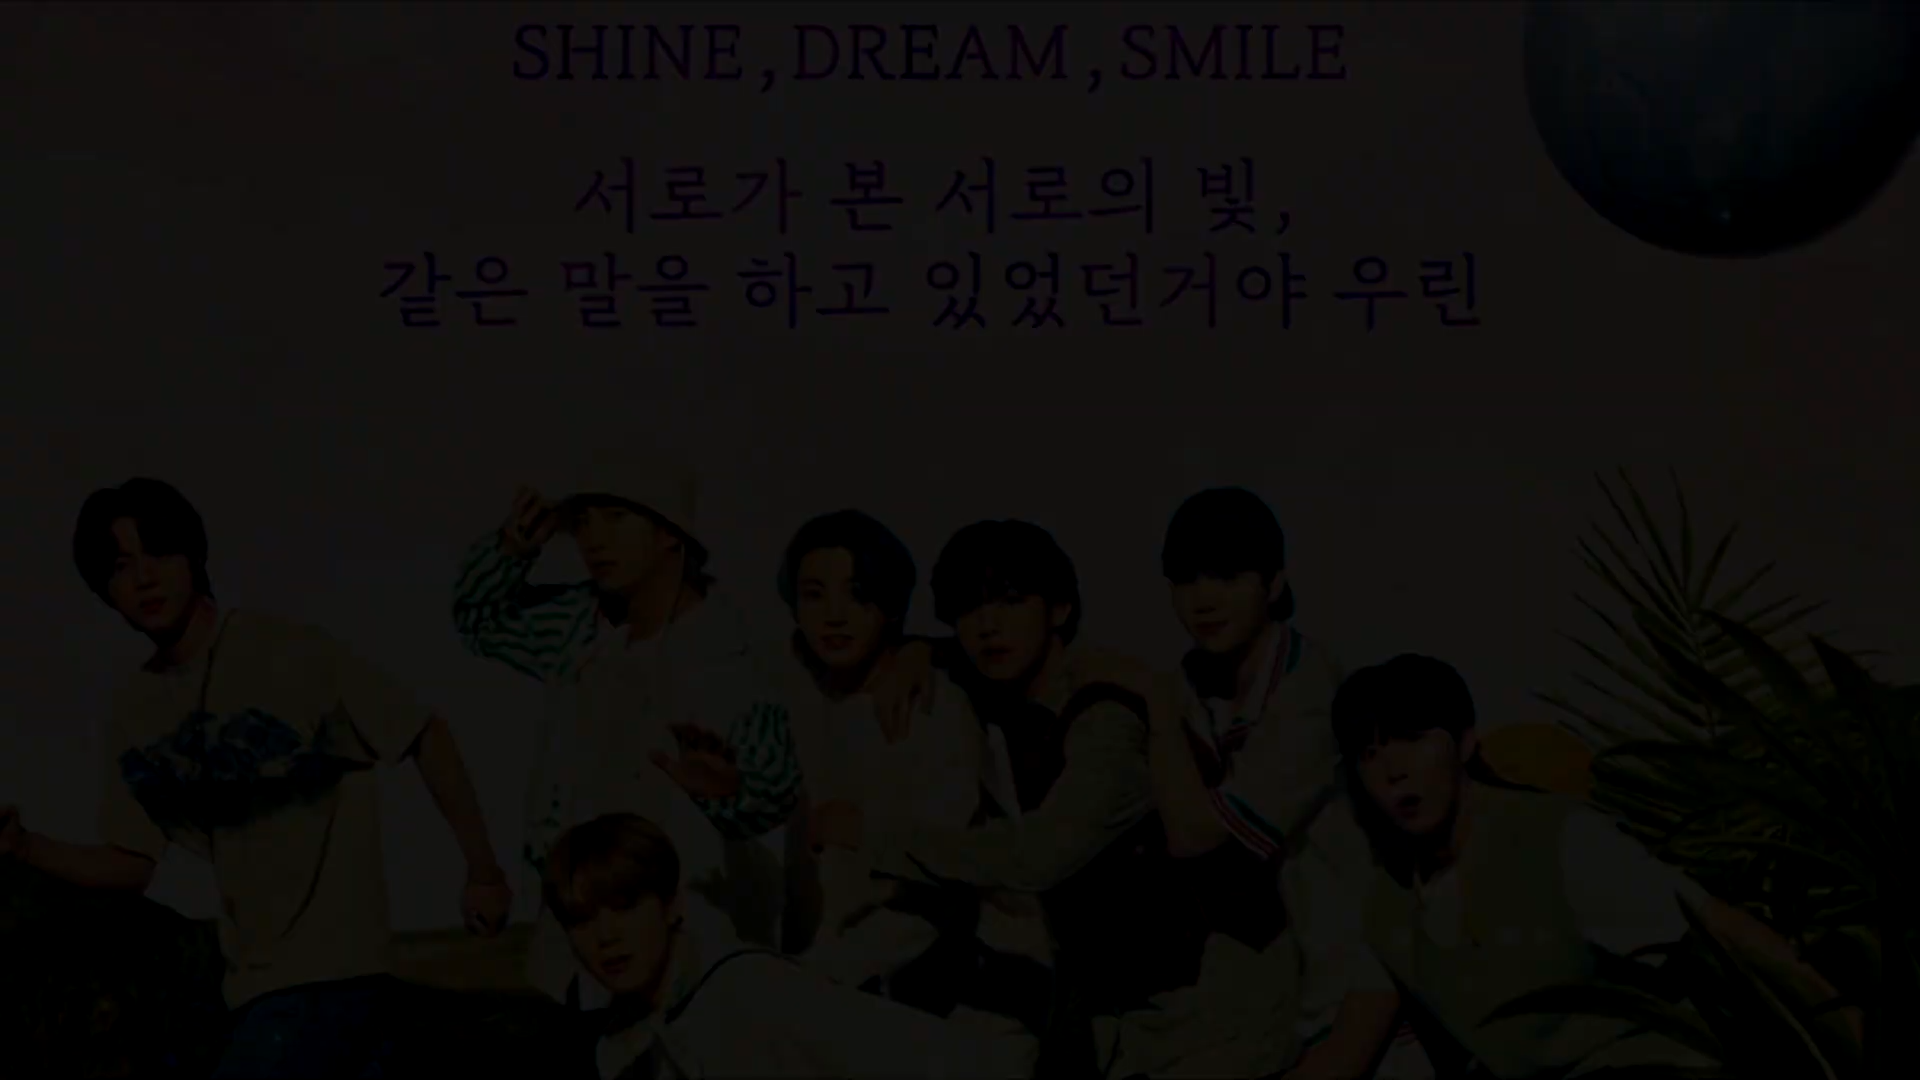 SHINE,DREAM,SMILE
서로가 본 서로의 빛,
같은 말을 하고 있었던거야 우린